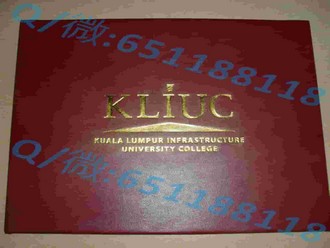 Q/微:651188118
KLIUC
KUALA LUMPUR INFRASTRUCTURE
UNIVERSITY COLLEGE
Q/微:651188118